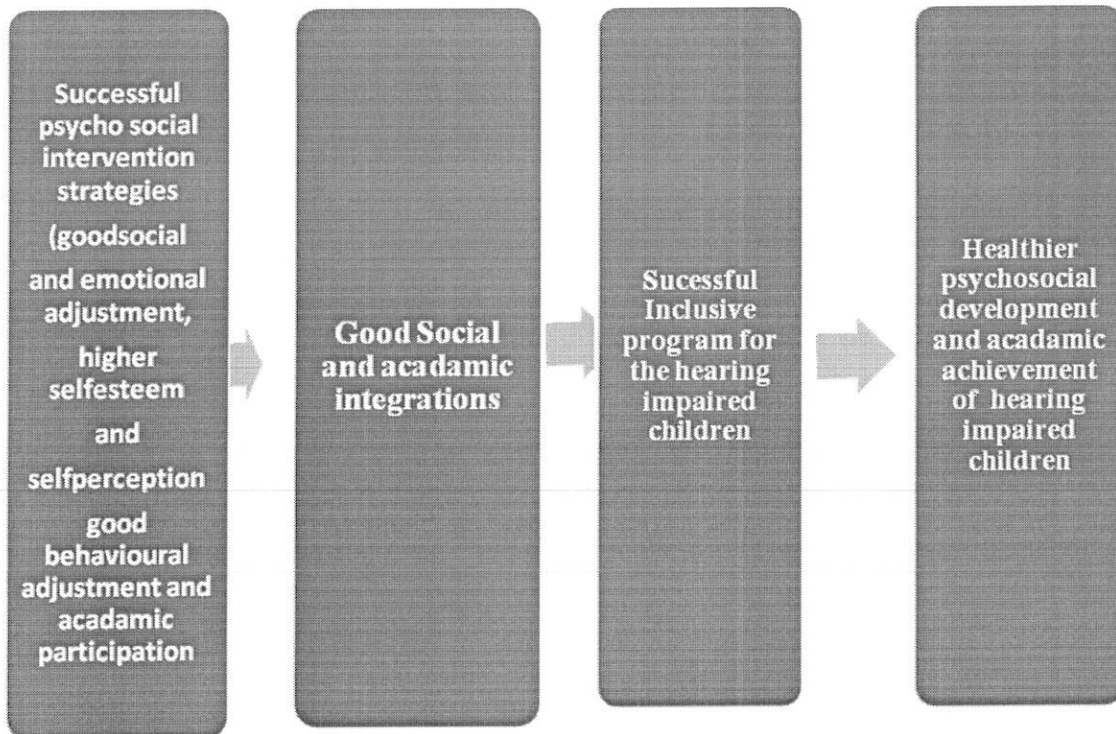 Successful
psycho social
intervention
strategies
(goodsocial
and emotional
adjustment,
higher
selfesteem
and
selfperception
good
behavioural
adjustment and
acadamic
participation
Good Social
and acadamic
integrations
Sucessful
Inclusive
program for
the hearing
impaired
children
Healthier
psychosocial
development
and acadamic
achievement
of hearing
impaired
children